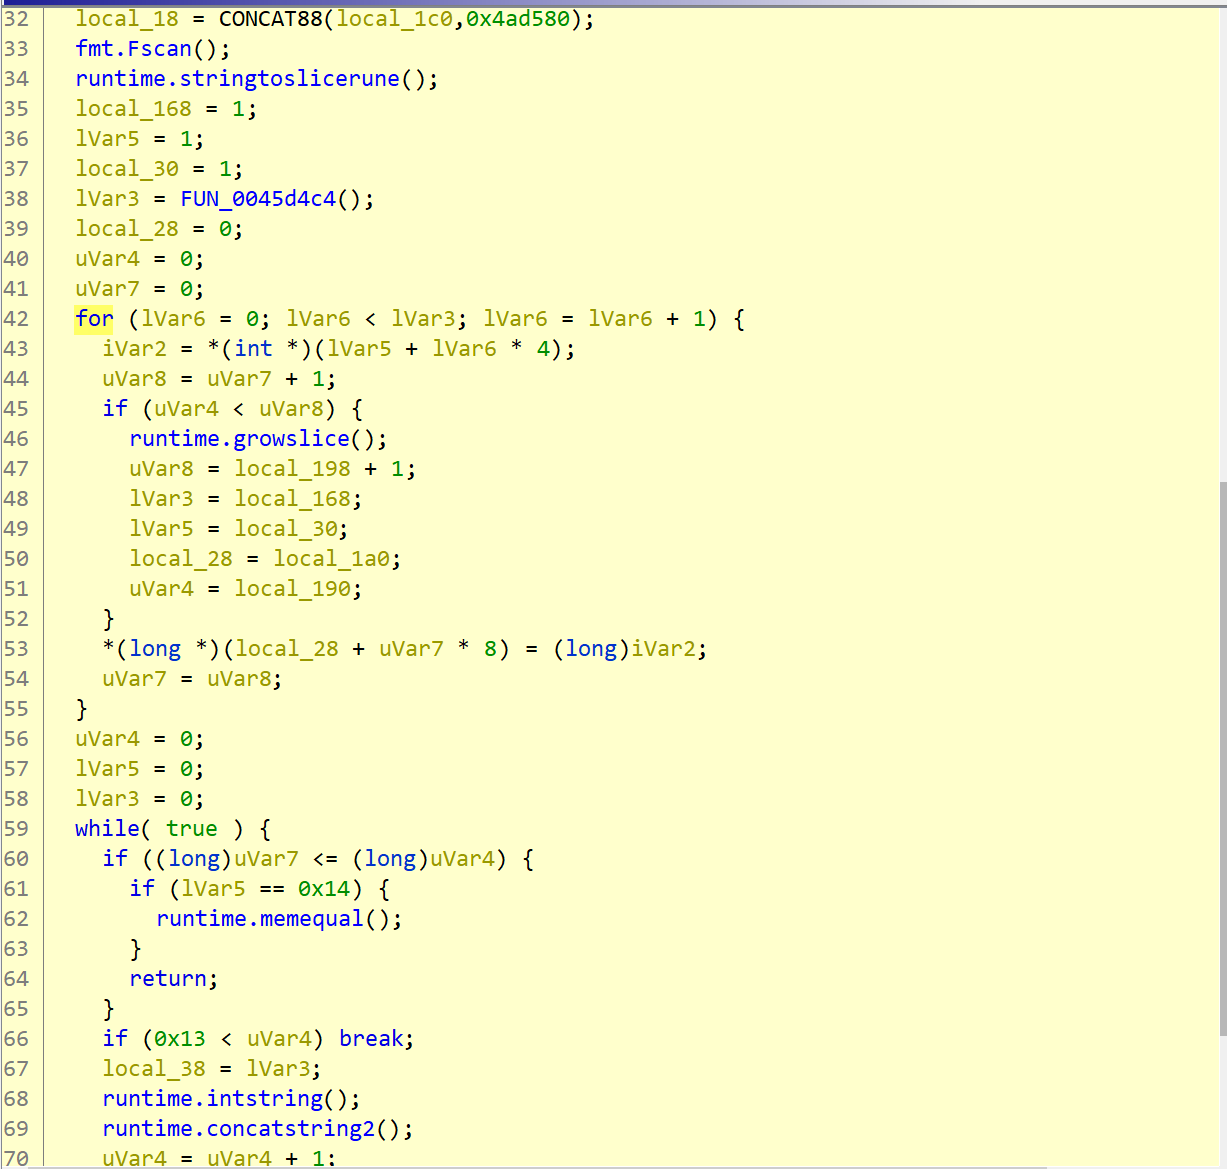 32 local_18 = CONCAT88(local_1c0,0x4ad580);
33 fmt.Fscan();
34 runtime.stringtoslicerune();
35 local_168 = 1;
36 lVar5 = 1;
37 local_30 = 1;
38 lVar3 = FUN_0045d4c4();
39 local_28 = 0;
40 uVar4 = 0;
41 uVar7 = 0;
42 for (lVar6 = 0; lVar6 < lVar3; lVar6 = lVar6 + 1) {
43 iVar2 = *(int *)(lVar5 + lVar6 * 4);
44 uVar8 = uVar7 + 1;
45 if (uVar4 < uVar8) {
46 runtime.growslice();
47 uVar8 = local_198 + 1;
48 lVar3 = local_168;
49 lVar5 = local_30;
50 local_28 = local_1a0;
51 uVar4 = local_190;
52 }
53 *(long *)(local_28 + uVar7 * 8) = (long)iVar2;
54 uVar7 = uVar8;
55 }
56 uVar4 = 0;
57 lVar5 = 0;
58 lVar3 = 0;
59 while( true ) {
60 if ((long)uVar7 <= (long)uVar4) {
61 if (lVar5 == 0x14) {
62 runtime.memequal();
63 }
64 return;
65 }
66 if (0x13 < uVar4) break;
67 local_38 = lVar3;
68 runtime.intstring();
69 runtime.concatstring2();
70 uVar4 = uVar4 + 1;